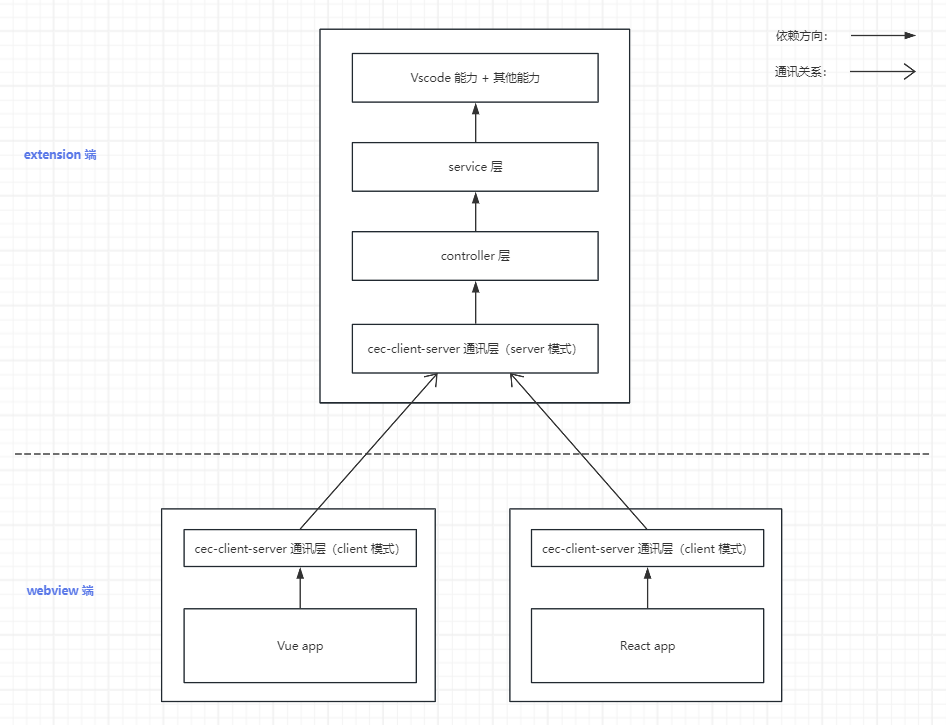 依赖方向：
通讯关系：
Vscode 能力 + 其他能力
extension 端
service 层
controller 层
cec-client-server 通讯层（server 模式）
cec-client-server 通讯层（client 模式）
cec-client-server 通讯层（client 模式）
webview 端
Vue app
React app